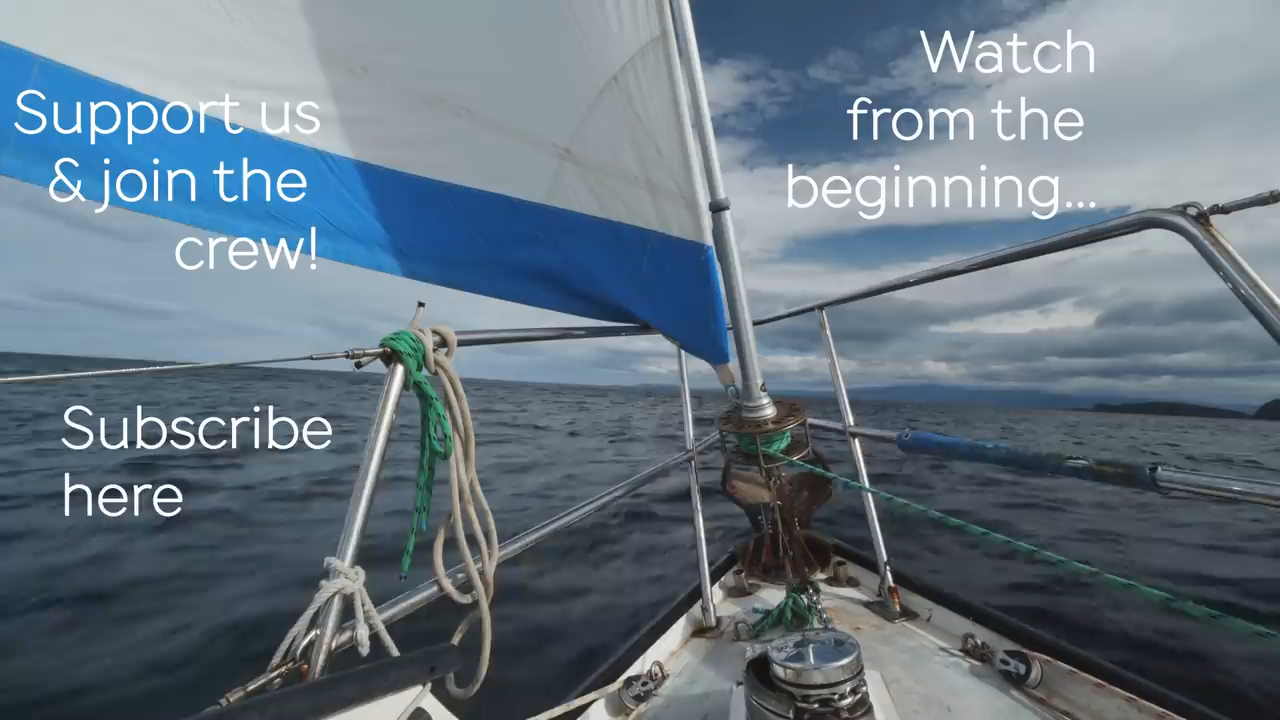 Support us
& join the
crew!
Watch
from the
beginning...
Subscribe
here